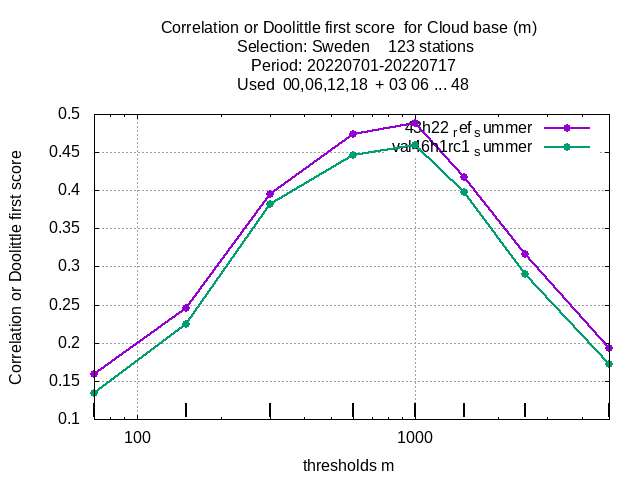 Correlation or Doolittle first score for Cloud base (m)
Selection: Sweden 123 stations
Period: 20220701-20220717
Used 00,06,12,18 + 03 06 ... 48
43h22 ref summer
val46h1rc1 summer
Correlation or Doolittle first score
0.5
0.45
0.4
0.35
0.3
0.25
0.2
0.15
0.1
100 1000
thresholds m